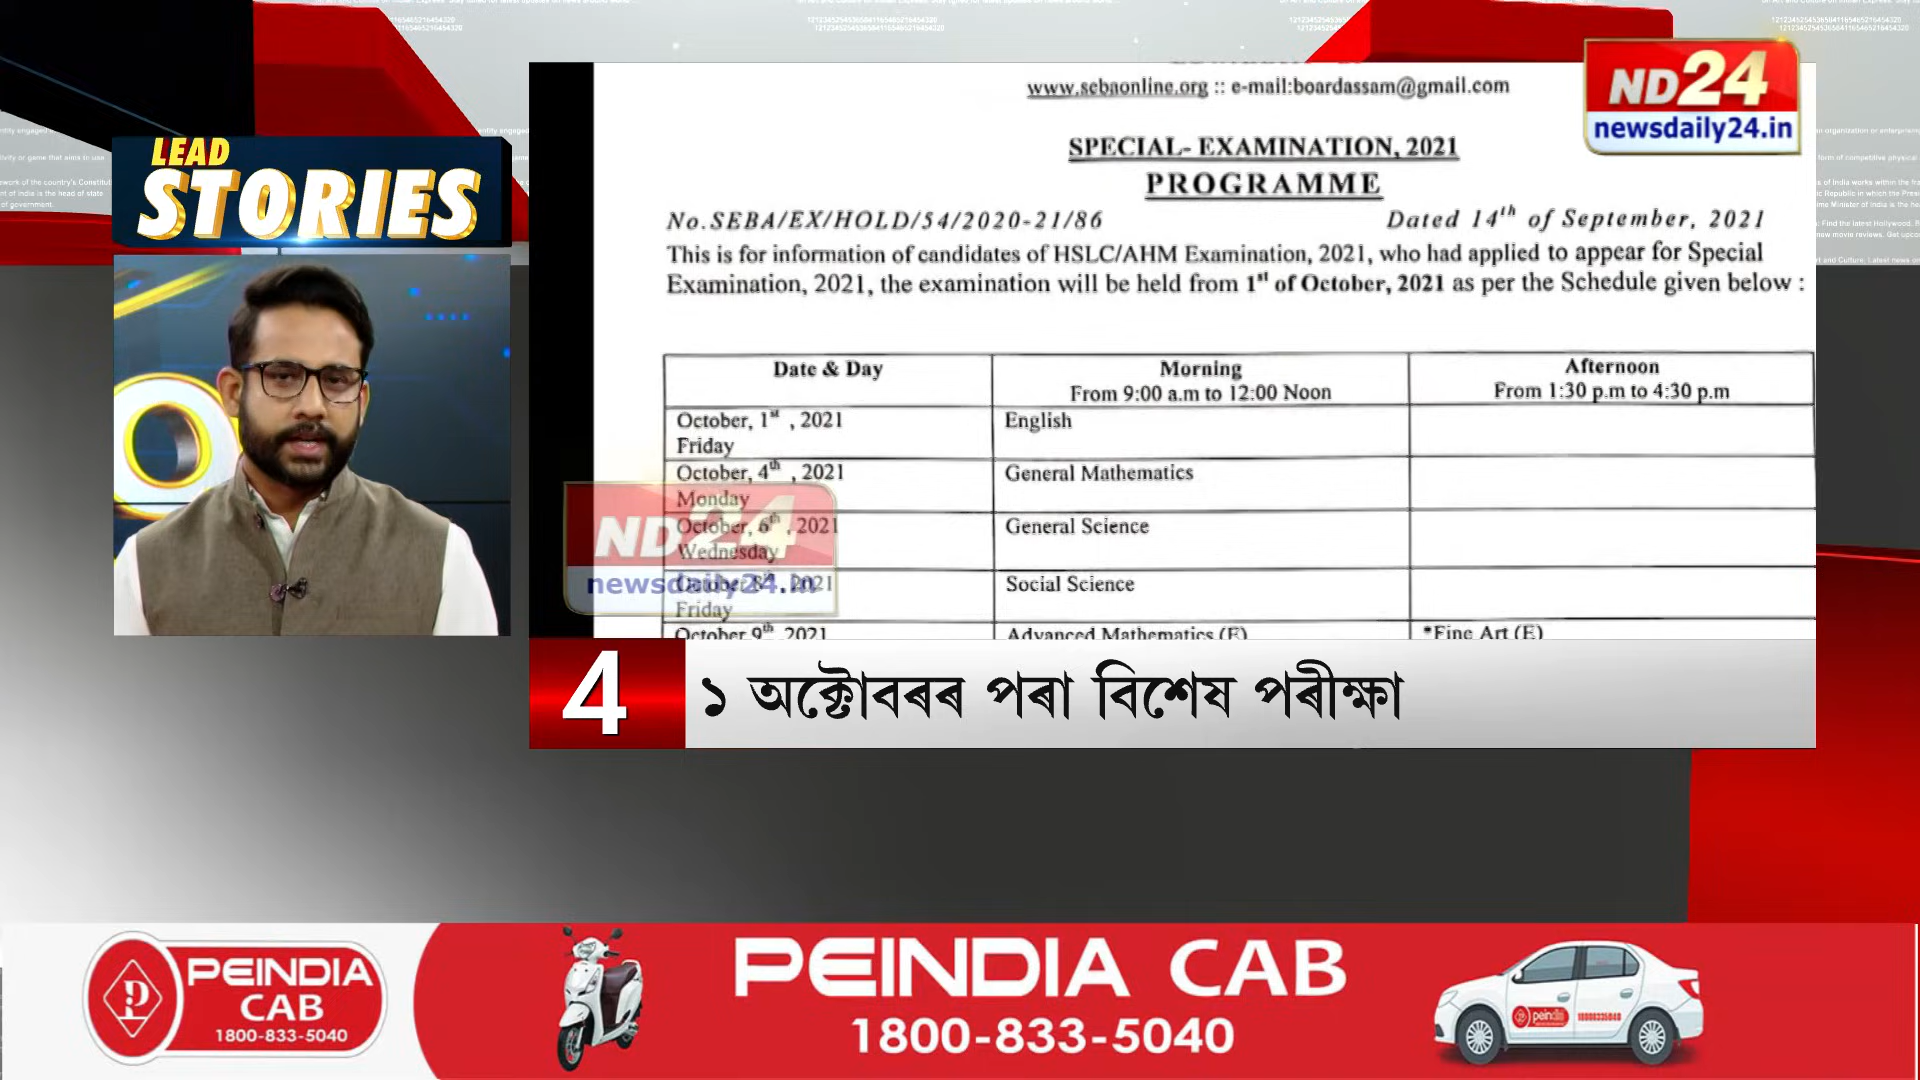 LEAD
STORIES
ND24
newsdaily24.in
www.sebaonline.org :: e-mail:boardassam@gmail.com
SPECIAL- EXAMINATION, 2021
PROGRAMME
No.SEBA/EX/HOLD/54/2020-21/86 Dated 14th of September, 2021
This is for information of candidates of HSLC/AHM Examination, 2021, who had applied to appear for Special
Examination, 2021, the examination will be held from 1st of October, 2021 as per the Schedule given below :
Date & Day Morning Afternoon
From 9:00 a.m to 12:00 Noon From 1:30 p.m to 4:30 p.m
October, 1st , 2021 English
Friday
October, 4th , 2021 General Mathematics
Monday
October, 6th , 2021 General Science
Wednesday
October 8th, 2021 Social Science
Friday
October 9th, 2021 Advanced Mathematics (E) *Fine Art (E)
ND24
newsdaily24.in
4 ১ অক্টোবৰৰ পৰা বিশেষ পৰীক্ষা
PEINDIA
CAB
1800-833-5040
PEINDIA CAB
1800-833-5040